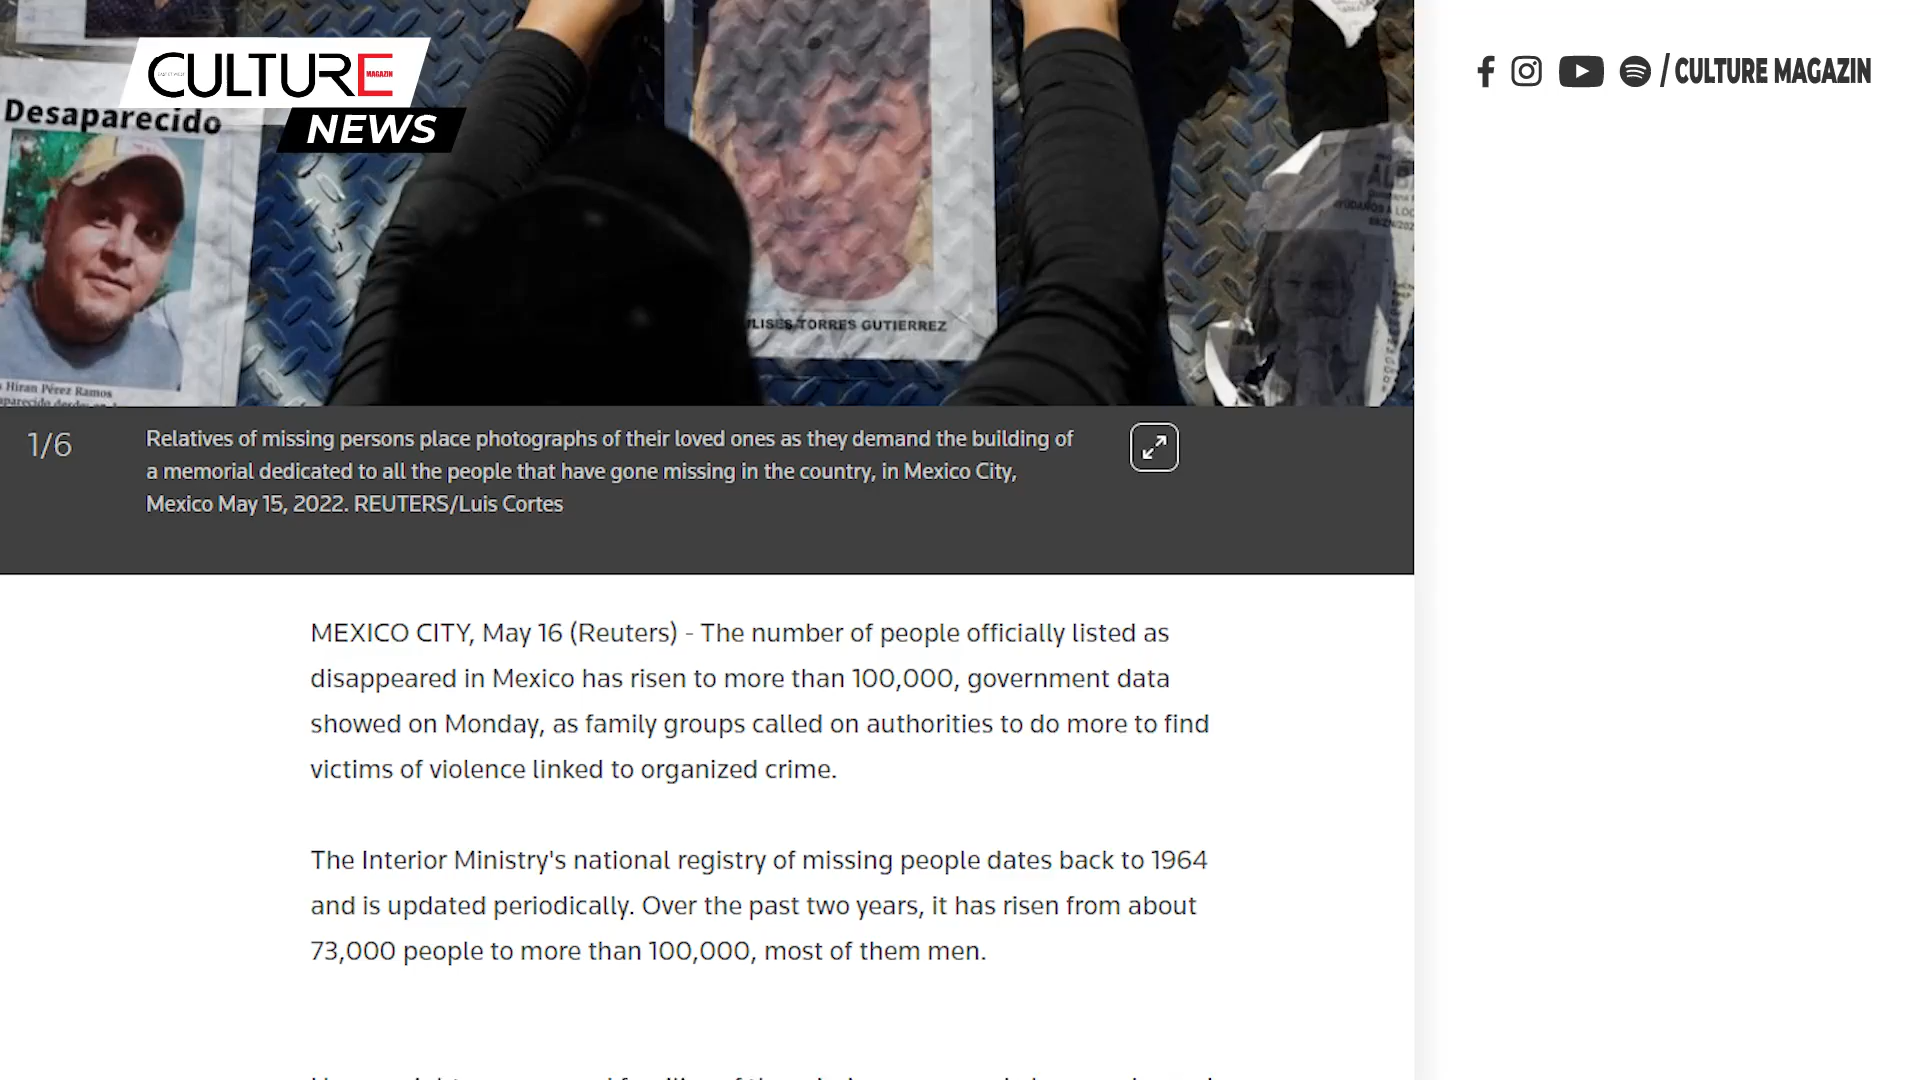 CULTURE
MAGAZIN
NEWS
/ CULTURE MAGAZIN
Desaparecido
Hiran Pérez Ramos
TORRES GUTIERREZ
1/6
Relatives of missing persons place photographs of their loved ones as they demand the building of
a memorial dedicated to all the people that have gone missing in the country, in Mexico City,
Mexico May 15, 2022. REUTERS/Luis Cortes
MEXICO CITY, May 16 (Reuters) - The number of people officially listed as
disappeared in Mexico has risen to more than 100,000, government data
showed on Monday, as family groups called on authorities to do more to find
victims of violence linked to organized crime.
The Interior Ministry's national registry of missing people dates back to 1964
and is updated periodically. Over the past two years, it has risen from about
73,000 people to more than 100,000, most of them men.